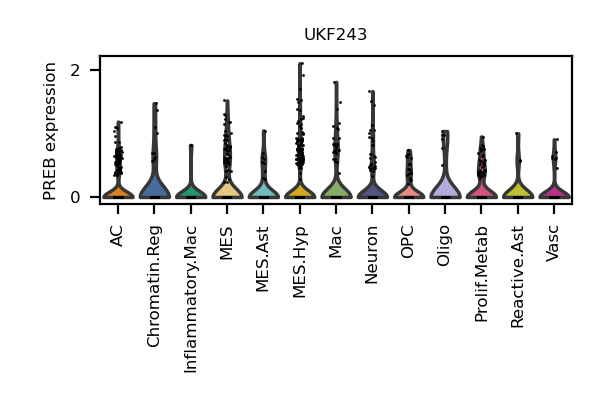 UKF243
PREB expression
2
0
AC
Chromatin.Reg
Inflammatory.Mac
MES
MES.Ast
MES.Hyp
Mac
Neuron
OPC
Oligo
Prolif.Metab
Reactive.Ast
Vasc